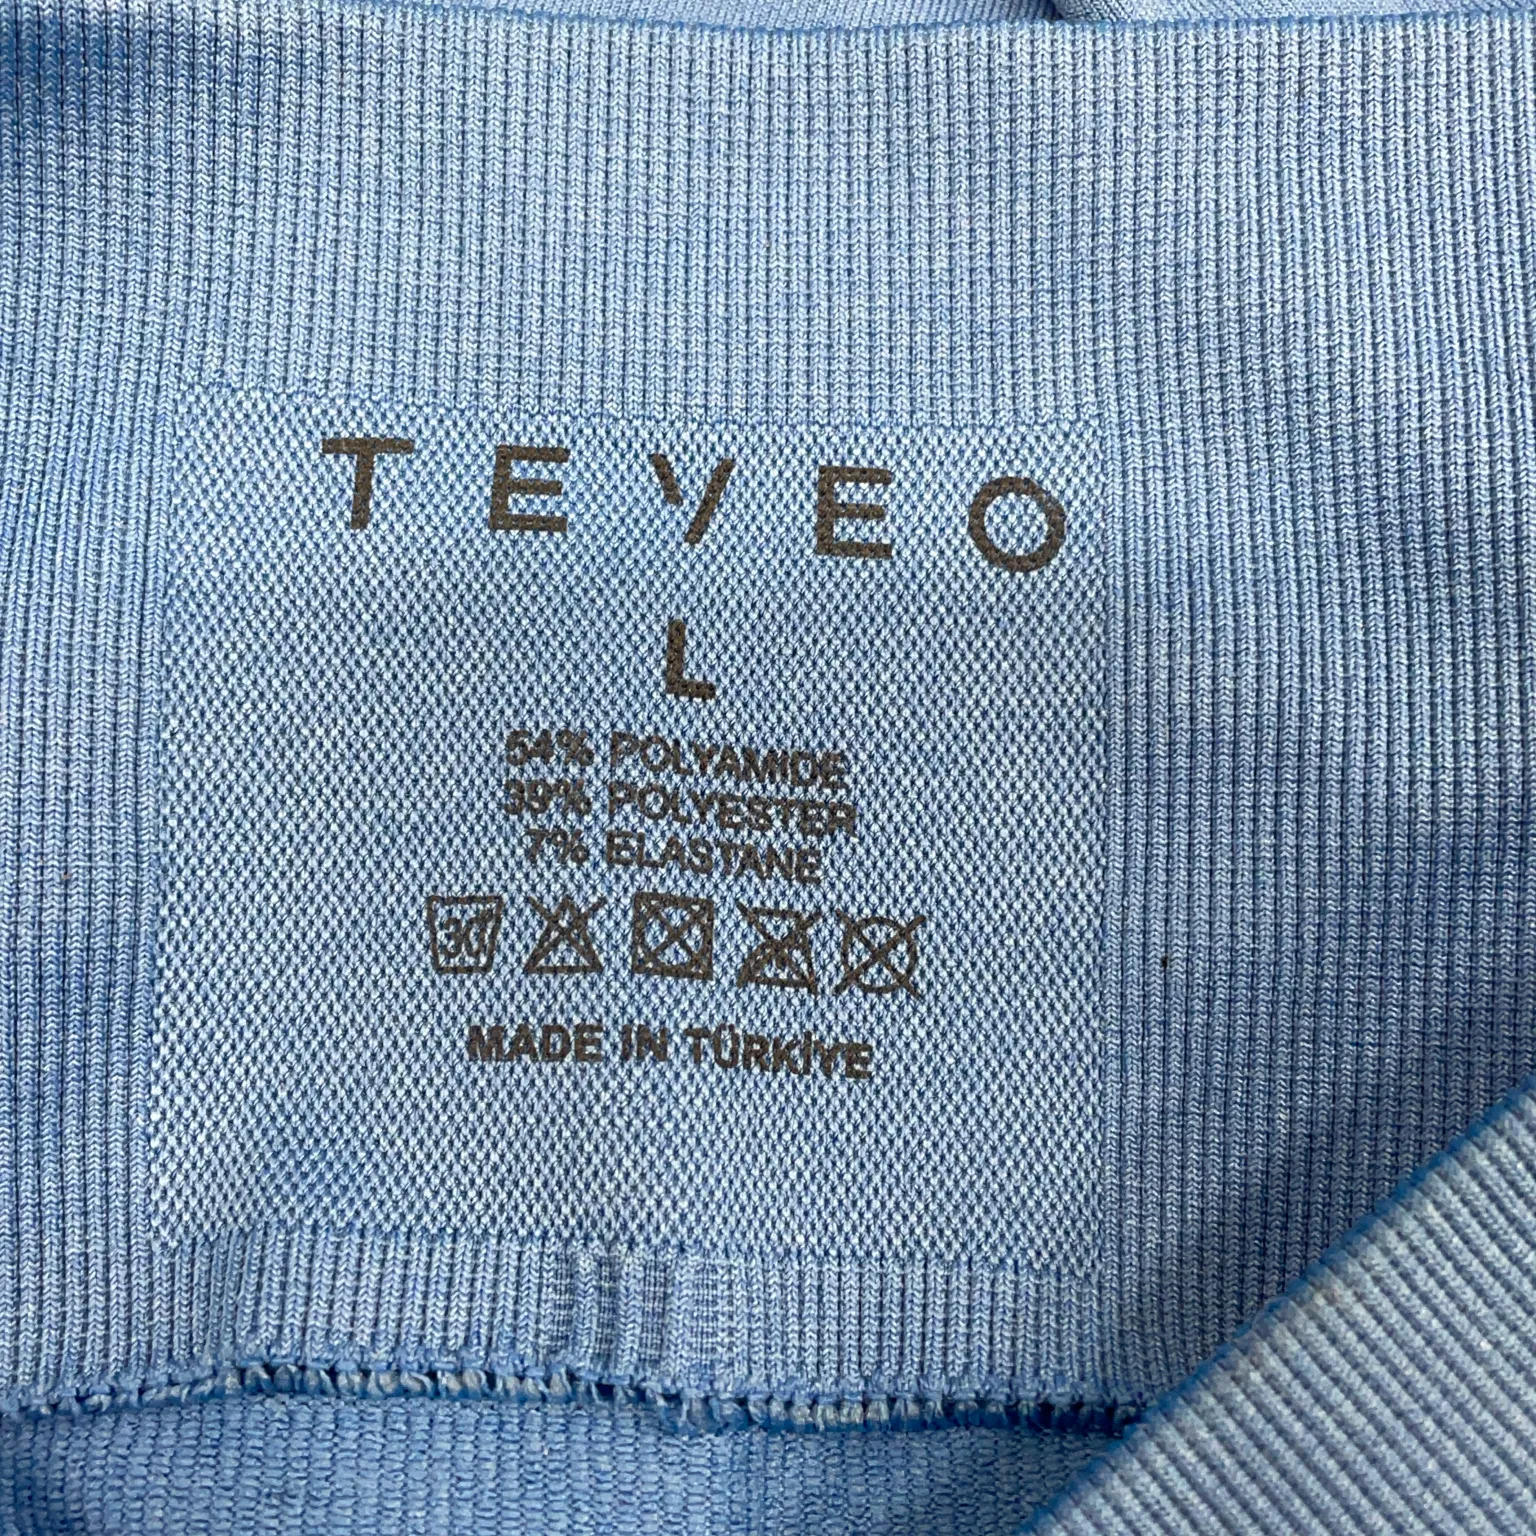 TEVEO
L
54% POLYAMIDE
39% POLYESTER
7% ELASTANE
30
MADE IN TÜRKİYE